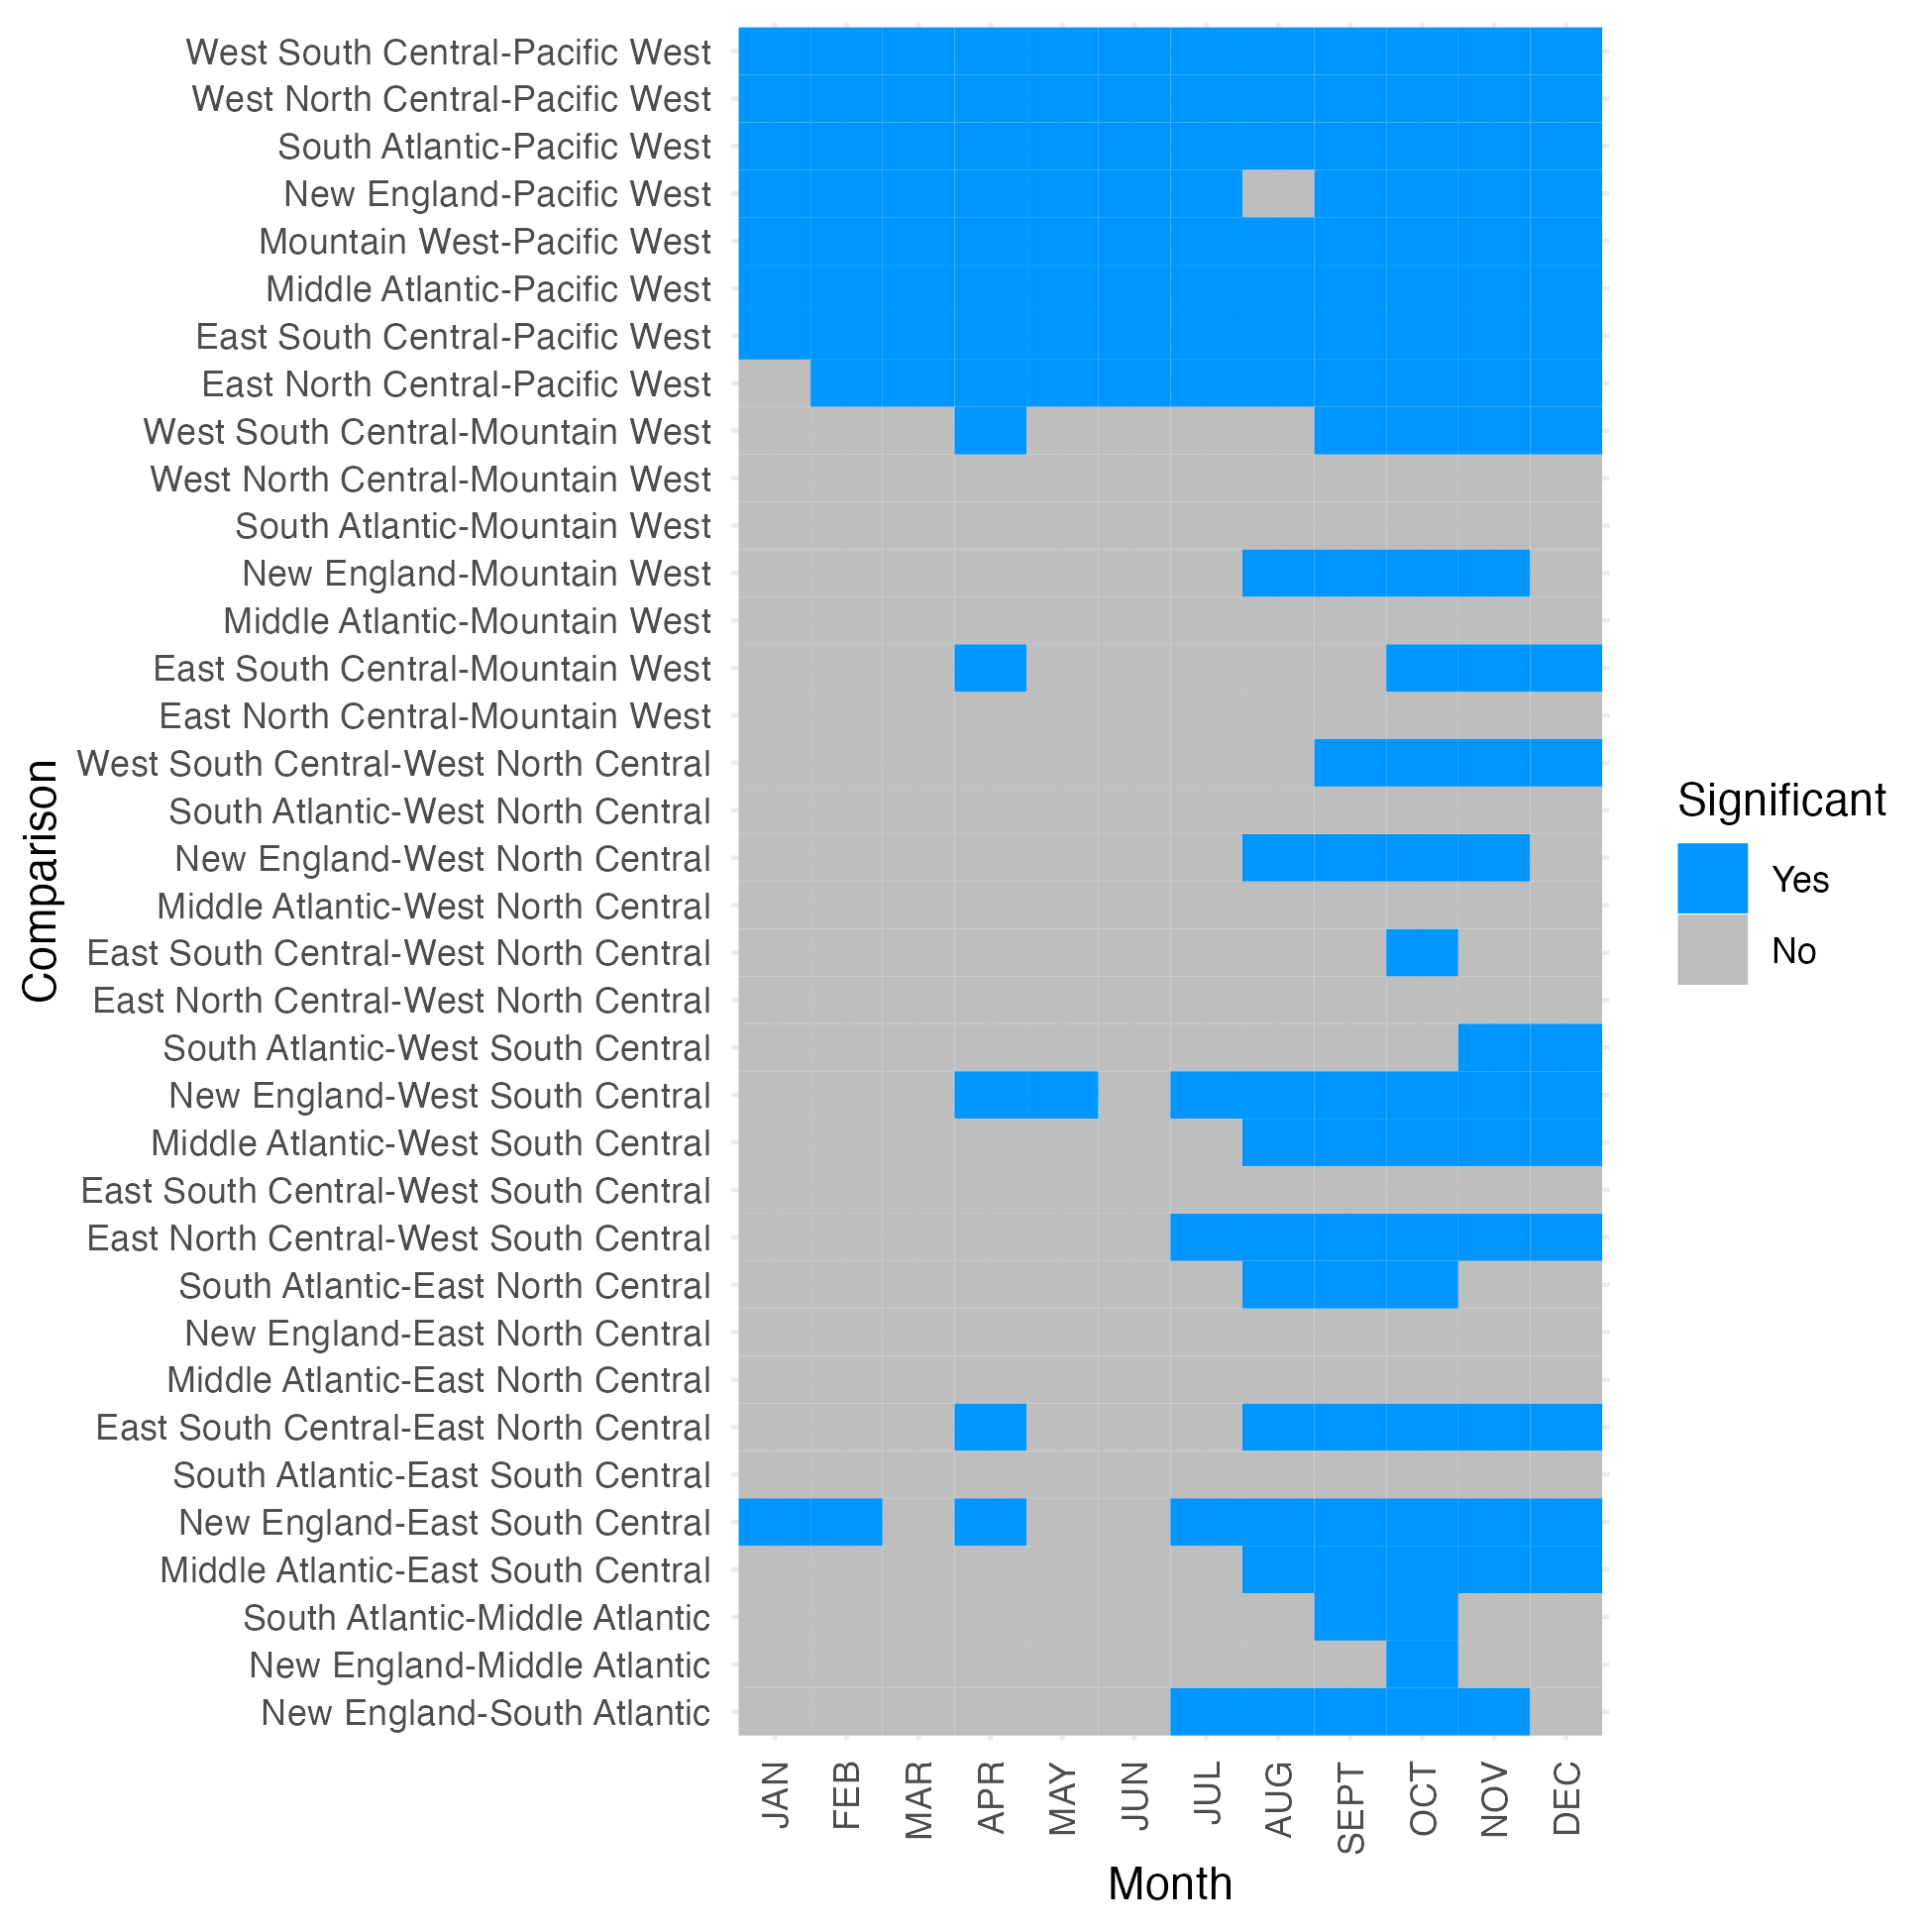 West South Central-Pacific West
West North Central-Pacific West
South Atlantic-Pacific West
New England-Pacific West
Mountain West-Pacific West
Middle Atlantic-Pacific West
East South Central-Pacific West
East North Central-Pacific West
West South Central-Mountain West
West North Central-Mountain West
South Atlantic-Mountain West
New England-Mountain West
Middle Atlantic-Mountain West
East South Central-Mountain West
East North Central-Mountain West
West South Central-West North Central
South Atlantic-West North Central
New England-West North Central
Middle Atlantic-West North Central
East South Central-West North Central
East North Central-West North Central
South Atlantic-West South Central
New England-West South Central
Middle Atlantic-West South Central
East South Central-West South Central
East North Central-West South Central
South Atlantic-East North Central
New England-East North Central
Middle Atlantic-East North Central
East South Central-East North Central
South Atlantic-East South Central
New England-East South Central
Middle Atlantic-East South Central
South Atlantic-Middle Atlantic
New England-Middle Atlantic
New England-South Atlantic
Comparison
JAN FEB MAR APR MAY JUN JUL AUG SEPT OCT NOV DEC
Month
Significant
Yes
No